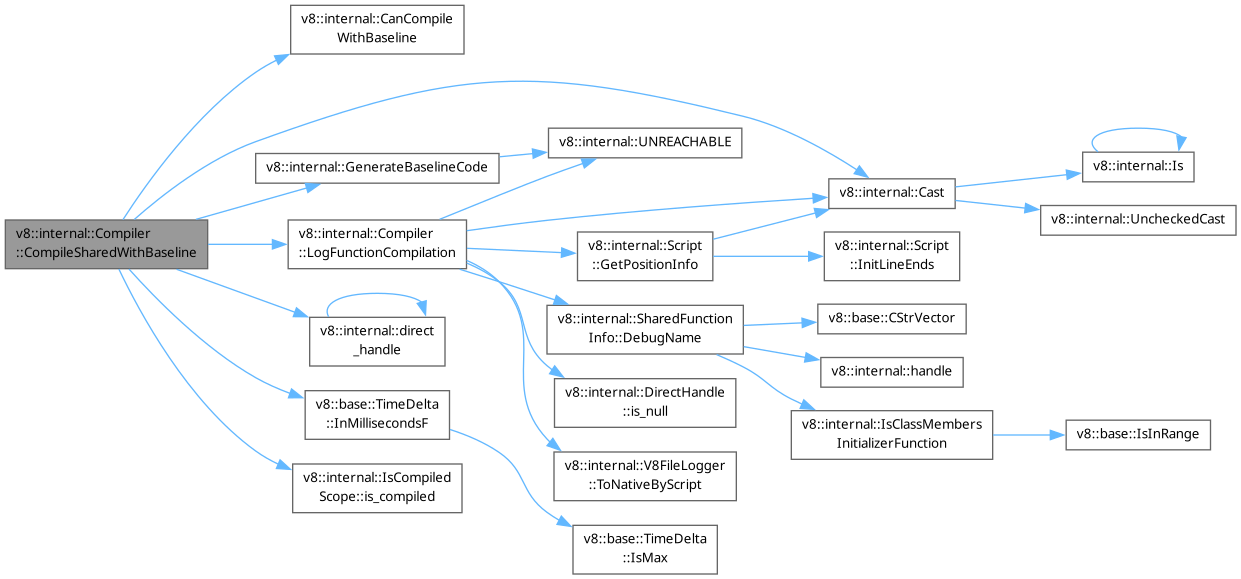 v8::internal::CanCompile
WithBaseline
v8::internal::UNREACHABLE
v8::internal::GenerateBaselineCode
v8::internal::Is
v8::internal::Cast
v8::internal::UncheckedCast
v8::internal::Compiler
::CompileSharedWithBaseline
v8::internal::Compiler
::LogFunctionCompilation
v8::internal::Script
::GetPositionInfo
v8::internal::Script
::InitLineEnds
v8::internal::direct
_handle
v8::internal::SharedFunction
Info::DebugName
v8::base::CStrVector
v8::internal::handle
v8::base::TimeDelta
::InMillisecondsF
v8::internal::DirectHandle
::is_null
v8::internal::IsClassMembers
InitializerFunction
v8::base::IsInRange
v8::internal::IsCompiled
Scope::is_compiled
v8::internal::V8FileLogger
::ToNativeByScript
v8::base::TimeDelta
::IsMax